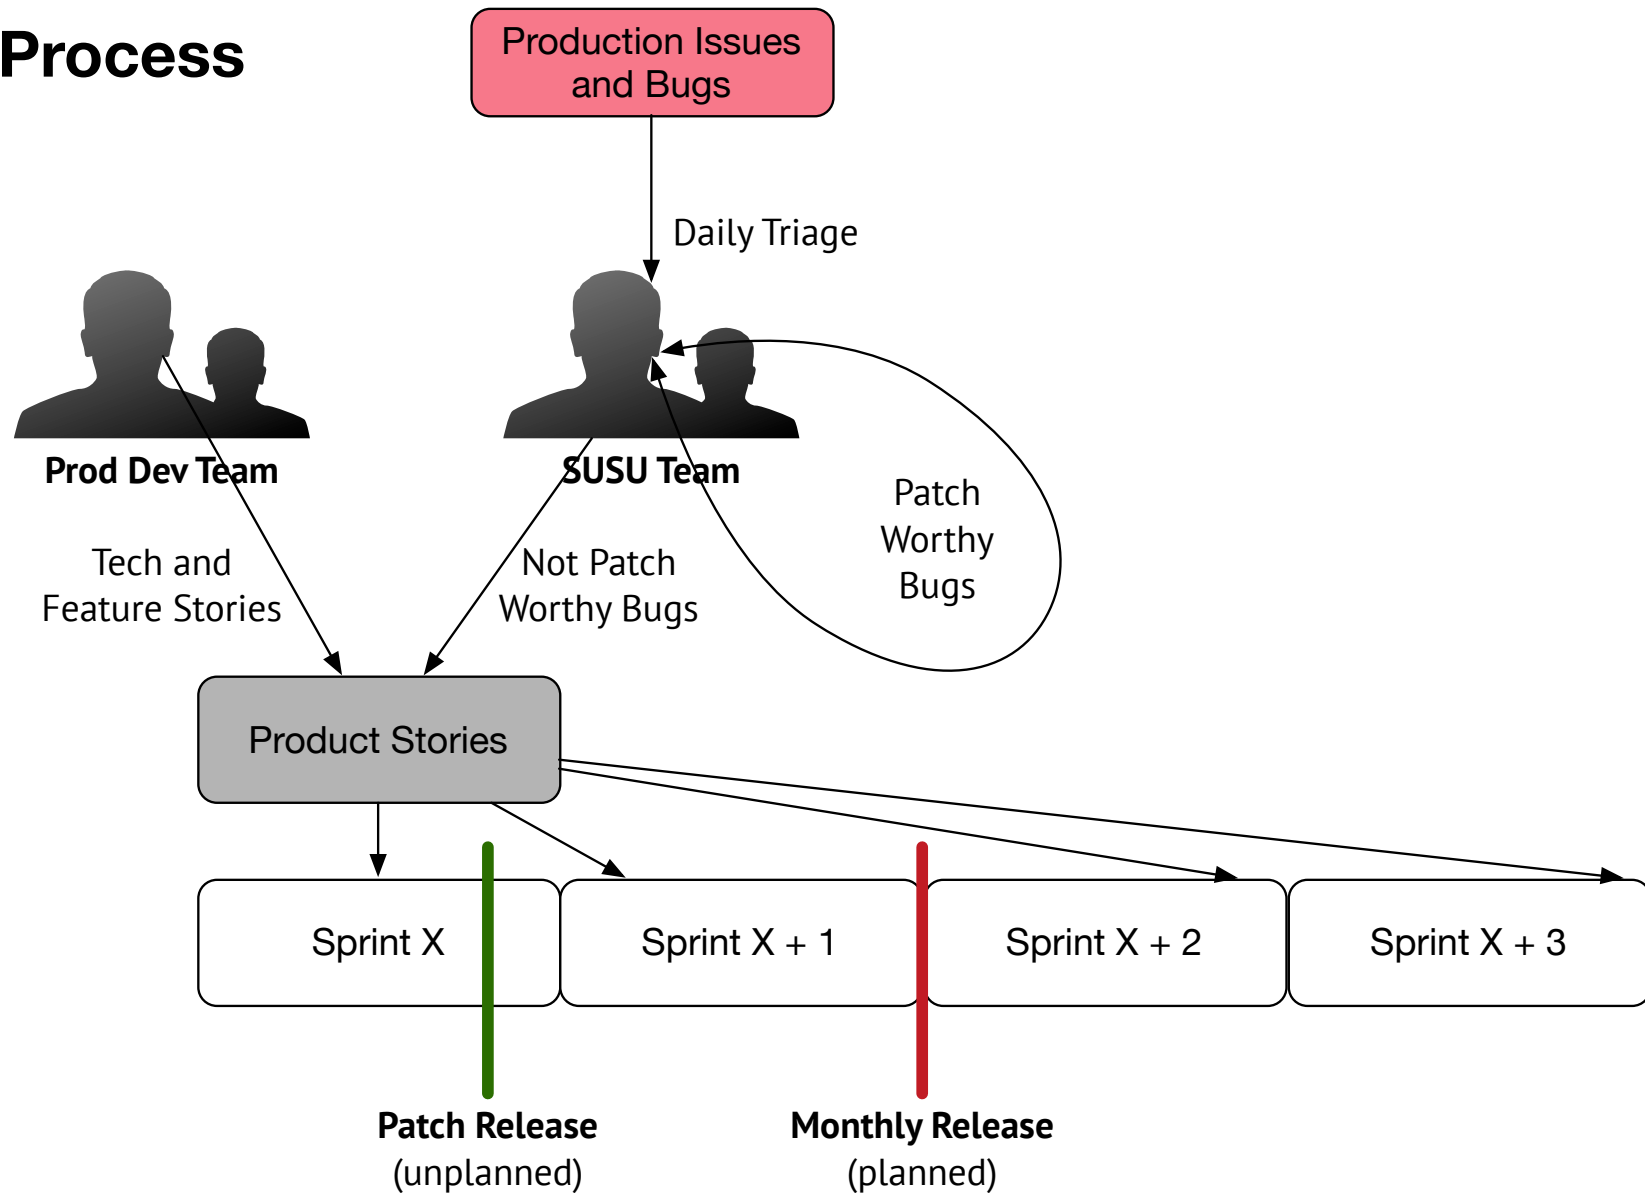 Process
Production Issues
and Bugs
Daily Triage
Prod Dev Team
SUSU Team
Patch
Worthy
Bugs
Tech and
Feature Stories
Not Patch
Worthy Bugs
Product Stories
Sprint X
Sprint X + 1
Sprint X + 2
Sprint X + 3
Patch Release
(unplanned)
Monthly Release
(planned)